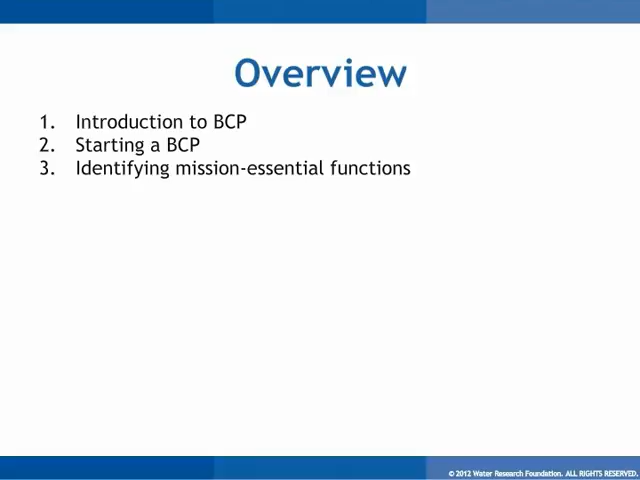 Overview
1. Introduction to BCP
2. Starting a BCP
3. Identifying mission-essential functions
© 2012 Water Research Foundation. ALL RIGHTS RESERVED.